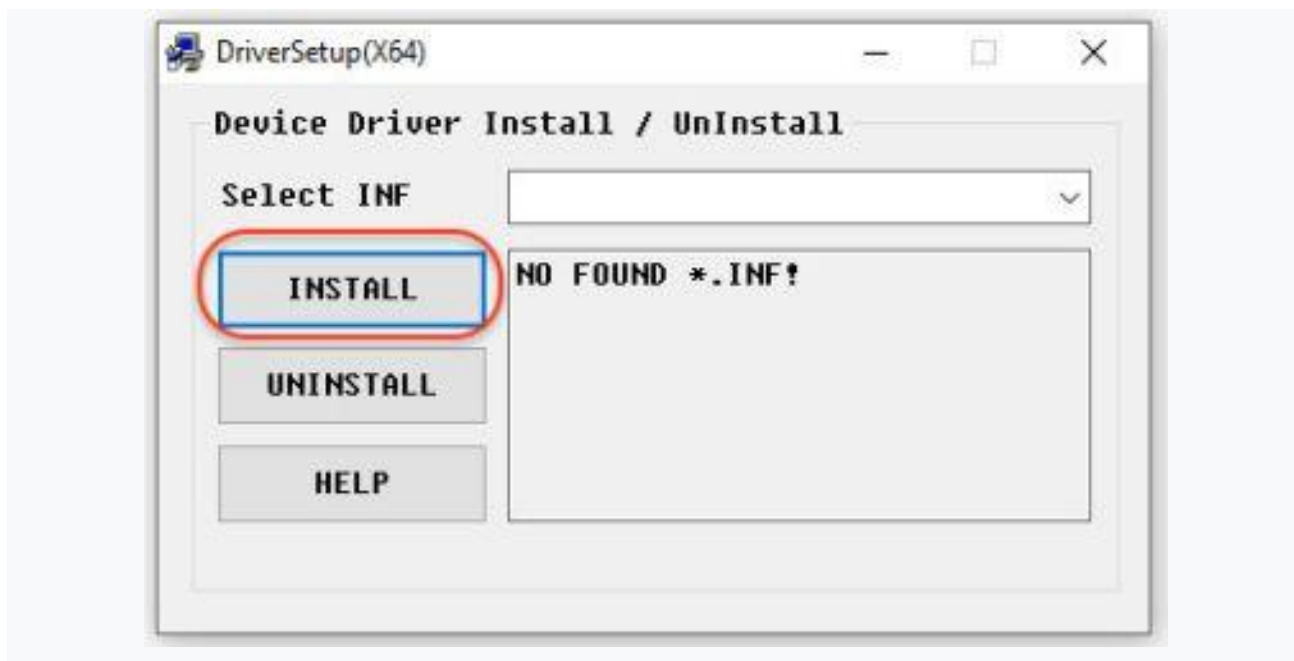 DriverSetup(X64)
Device Driver Install / UnInstall
Select INF
INSTALL
NO FOUND *.INF!
UNINSTALL
HELP